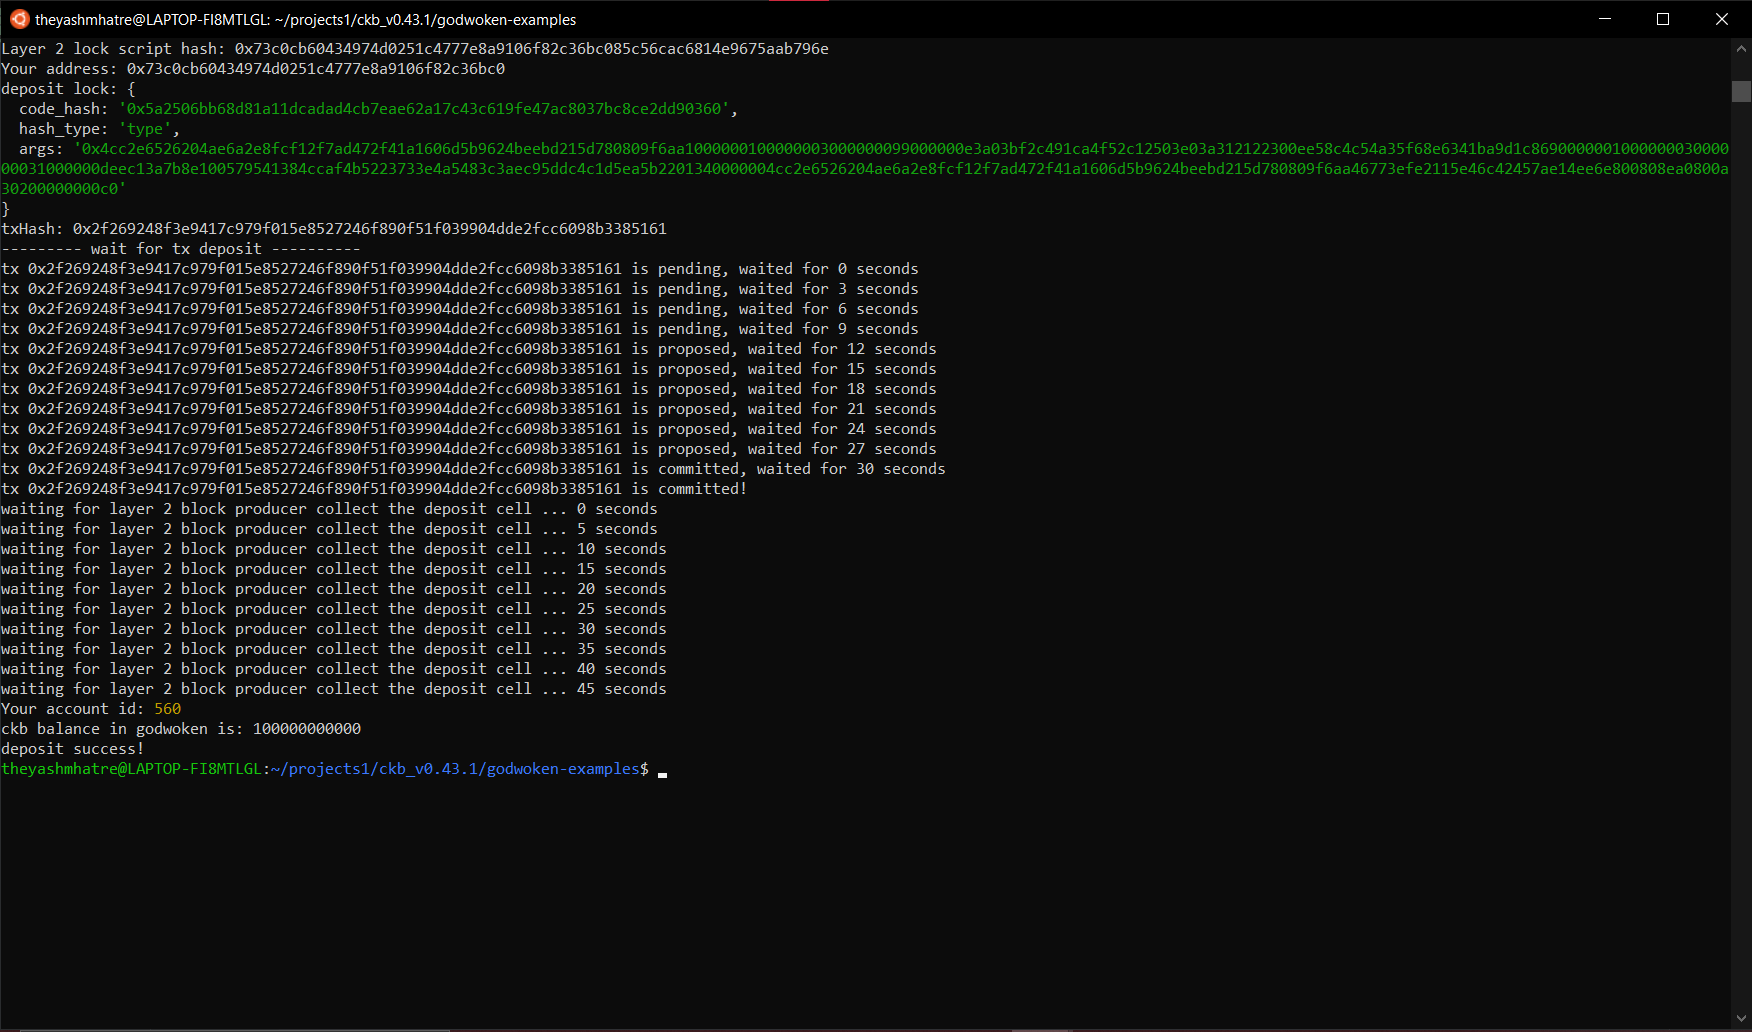 theyashmhatre@LAPTOP-FI8MTLGL: ~/projects1/ckb_v0.43.1/godwoken-examples
Layer 2 lock script hash: 0x73c0cb60434974d0251c4777e8a9106f82c36bc085c56cac6814e9675aab796e
Your address: 0x73c0cb60434974d0251c4777e8a9106f82c36bc0
deposit lock: {
  code_hash: '0x5a2506bb68d81a11dcadad4cb7eae62a17c43c619fe47ac8037bc8ce2dd90360',
  hash_type: 'type',
  args: '0x4cc2e6526204ae6a2e8fcf12f7ad472f41a1606d5b9624beebd215d780809f6aa10000001000000003000000099000000e3a03bf2c491ca4f52c12503e03a312122300ee58c4c54a35f68e6341ba9d1c869000000010000000030000
00031000000deec13a7b8e100579541384ccaf4b5223733e4a5483c3aec95ddc4c1d5ea5b2201340000004cc2e6526204ae6a2e8fcf12f7ad472f41a1606d5b9624beebd215d780809f6aa46773efe2115e46c42457ae14ee6e800808ea0800a
30200000000c0'
}
txHash: 0x2f269248f3e9417c979f015e8527246f890f51f039904dde2fcc6098b3385161
--------- wait for tx deposit ----------
tx 0x2f269248f3e9417c979f015e8527246f890f51f039904dde2fcc6098b3385161 is pending, waited for 0 seconds
tx 0x2f269248f3e9417c979f015e8527246f890f51f039904dde2fcc6098b3385161 is pending, waited for 3 seconds
tx 0x2f269248f3e9417c979f015e8527246f890f51f039904dde2fcc6098b3385161 is pending, waited for 6 seconds
tx 0x2f269248f3e9417c979f015e8527246f890f51f039904dde2fcc6098b3385161 is pending, waited for 9 seconds
tx 0x2f269248f3e9417c979f015e8527246f890f51f039904dde2fcc6098b3385161 is proposed, waited for 12 seconds
tx 0x2f269248f3e9417c979f015e8527246f890f51f039904dde2fcc6098b3385161 is proposed, waited for 15 seconds
tx 0x2f269248f3e9417c979f015e8527246f890f51f039904dde2fcc6098b3385161 is proposed, waited for 18 seconds
tx 0x2f269248f3e9417c979f015e8527246f890f51f039904dde2fcc6098b3385161 is proposed, waited for 21 seconds
tx 0x2f269248f3e9417c979f015e8527246f890f51f039904dde2fcc6098b3385161 is proposed, waited for 24 seconds
tx 0x2f269248f3e9417c979f015e8527246f890f51f039904dde2fcc6098b3385161 is proposed, waited for 27 seconds
tx 0x2f269248f3e9417c979f015e8527246f890f51f039904dde2fcc6098b3385161 is committed, waited for 30 seconds
tx 0x2f269248f3e9417c979f015e8527246f890f51f039904dde2fcc6098b3385161 is committed!
waiting for layer 2 block producer collect the deposit cell ... 0 seconds
waiting for layer 2 block producer collect the deposit cell ... 5 seconds
waiting for layer 2 block producer collect the deposit cell ... 10 seconds
waiting for layer 2 block producer collect the deposit cell ... 15 seconds
waiting for layer 2 block producer collect the deposit cell ... 20 seconds
waiting for layer 2 block producer collect the deposit cell ... 25 seconds
waiting for layer 2 block producer collect the deposit cell ... 30 seconds
waiting for layer 2 block producer collect the deposit cell ... 35 seconds
waiting for layer 2 block producer collect the deposit cell ... 40 seconds
waiting for layer 2 block producer collect the deposit cell ... 45 seconds
Your account id: 560
ckb balance in godwoken is: 100000000000
deposit success!
theyashmhatre@LAPTOP-FI8MTLGL:~/projects1/ckb_v0.43.1/godwoken-examples$